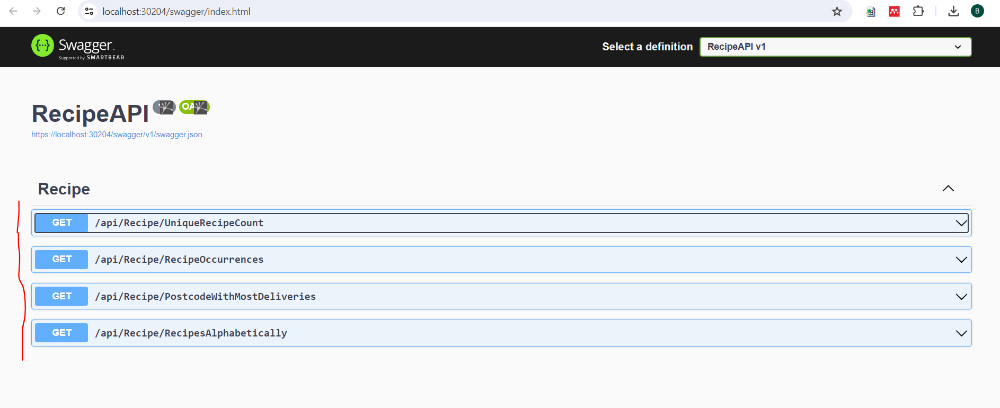 localhost:30204/swagger/index.html
B
Swagger
Supported by SMARTBEAR
Select a definition
RecipeAPI v1
RecipeAPI
OA
https://localhost:30204/swagger/v1/swagger.json
Recipe
GET /api/Recipe/UniqueRecipeCount
GET /api/Recipe/RecipeOccurrences
GET /api/Recipe/PostcodeWithMostDeliveries
GET /api/Recipe/RecipesAlphabetically